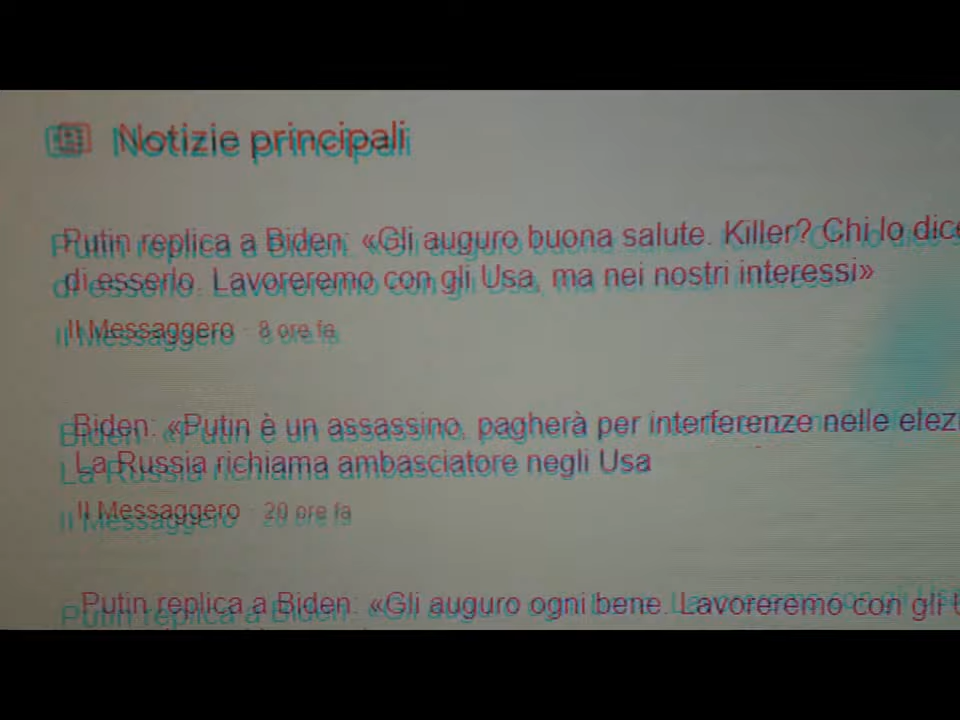 Notizie principali
Putin replica a Biden: «Gli auguro buona salute. Killer? Chi lo dice
di esserlo. Lavoreremo con gli Usa, ma nei nostri interessi»
Il Messaggero · 8 ore fa
Biden: «Putin è un assassino, pagherà per interferenze nelle elezi
La Russia richiama ambasciatore negli Usa
Il Messaggero · 20 ore fa
Putin replica a Biden: «Gli auguro ogni bene. Lavoreremo con gli U